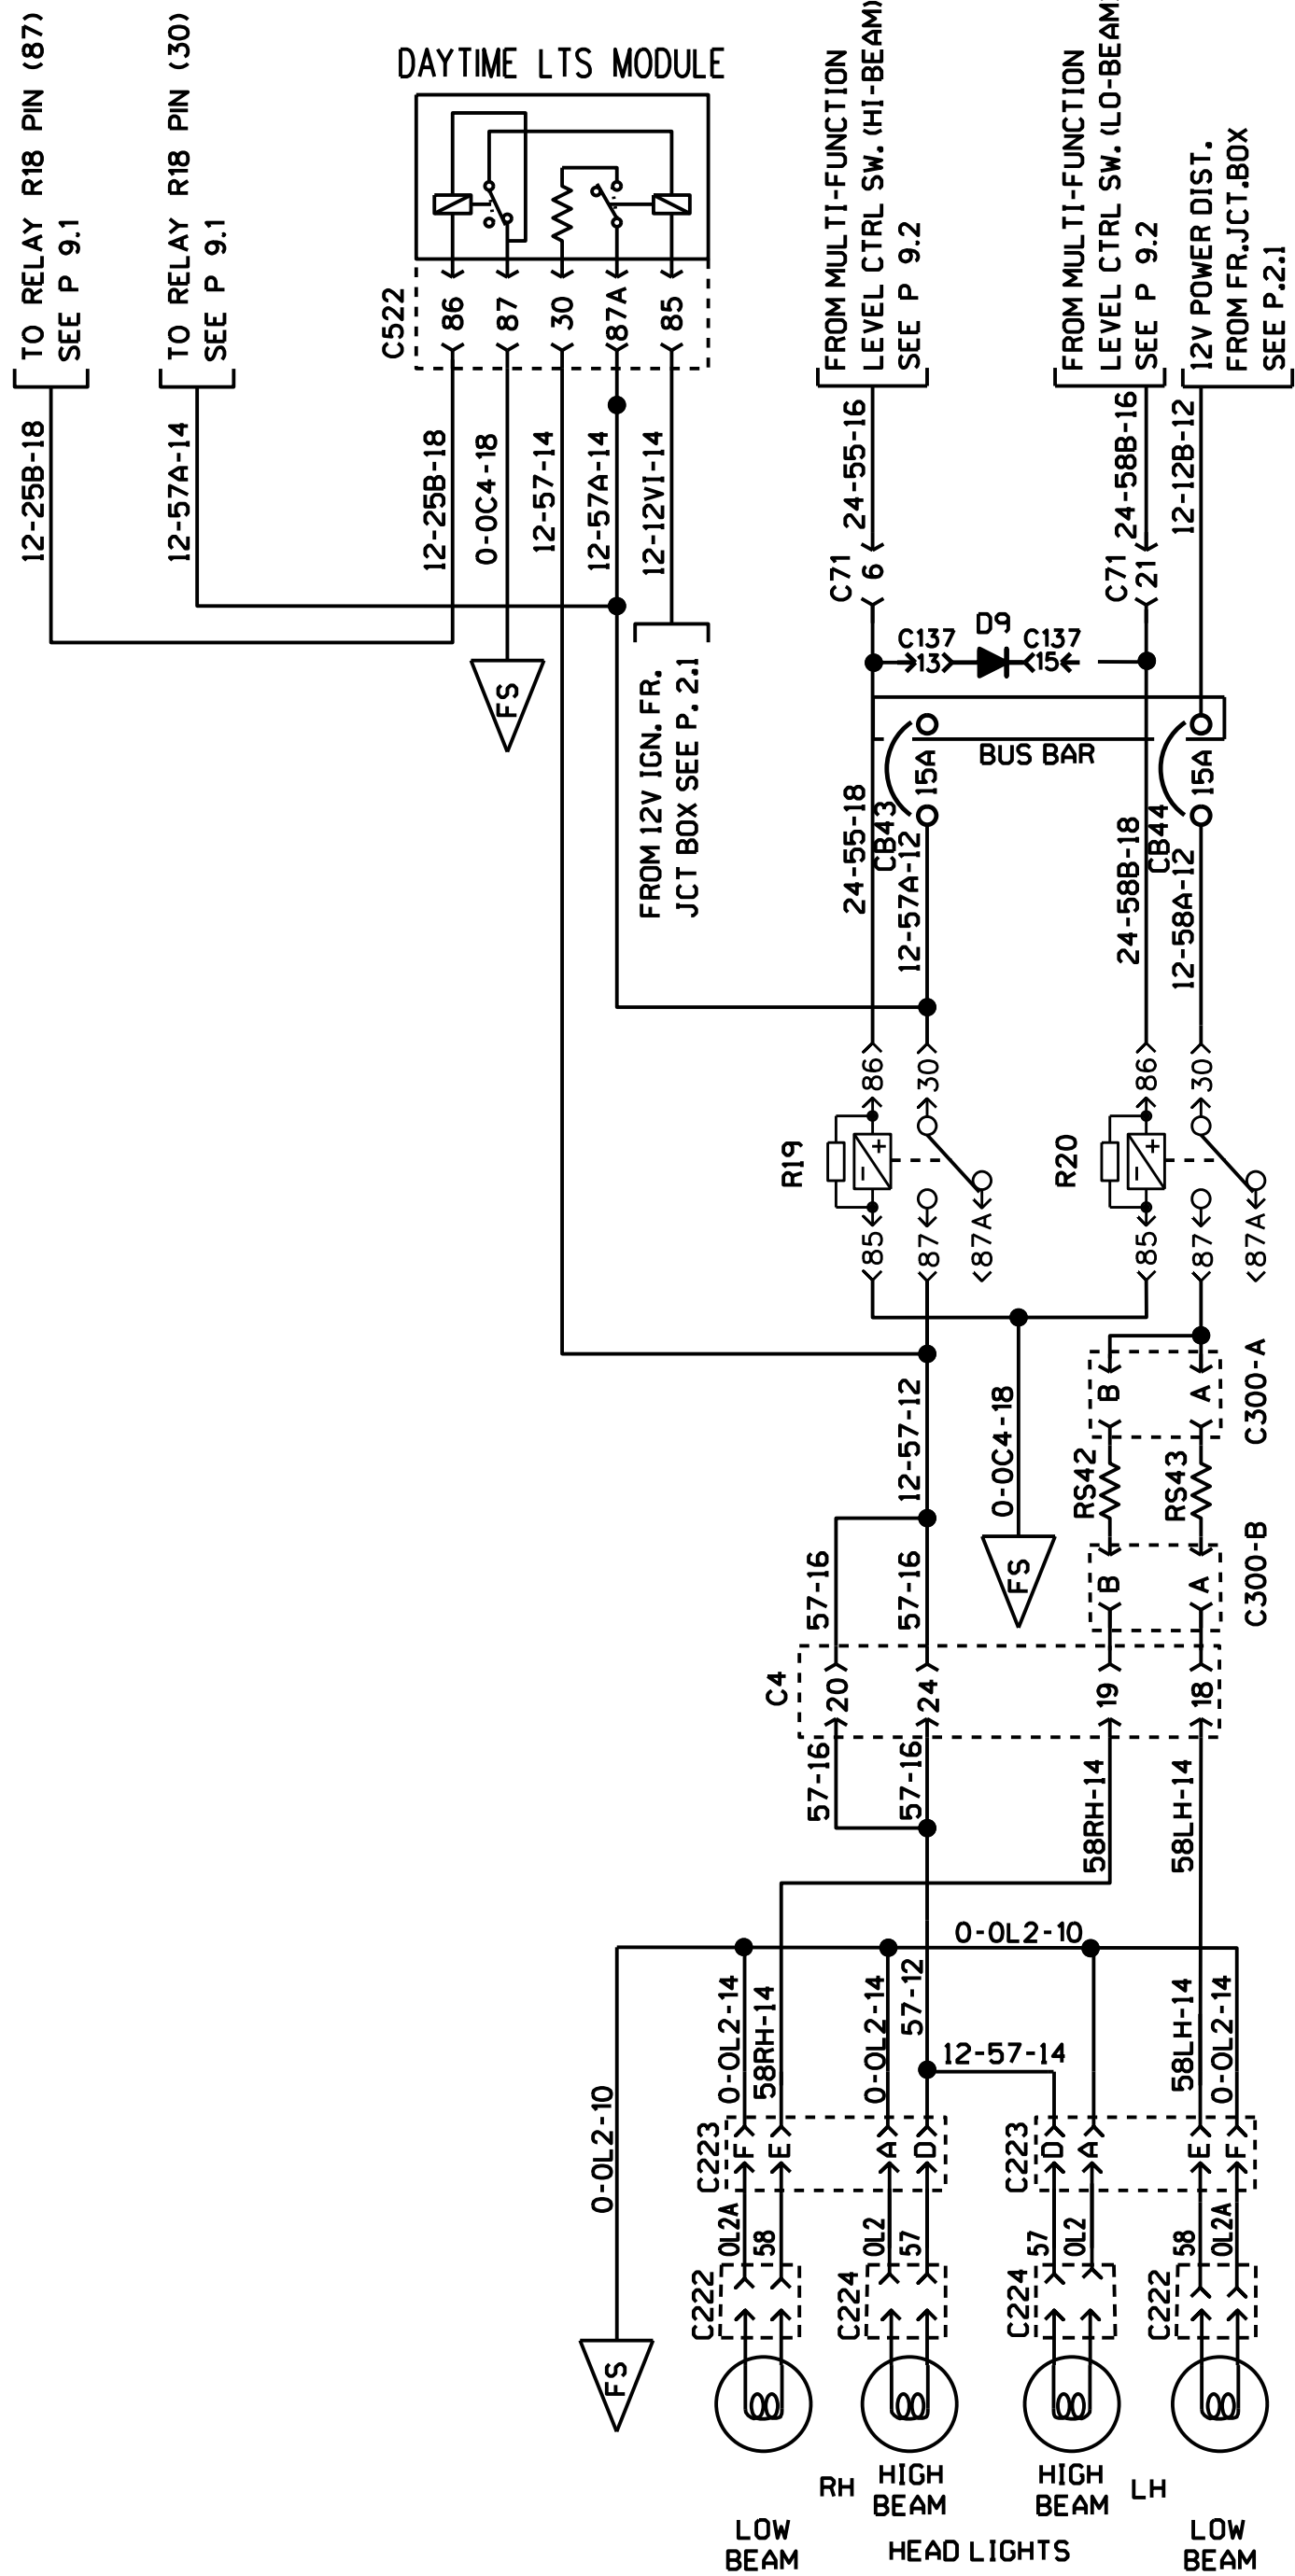 TO RELAY R18 PIN (87)
SEE P 9.1
TO RELAY R18 PIN (30)
SEE P 9.1
DAYTIME LTS MODULE
FROM MULTI-FUNCTION
LEVEL CTRL SW.(HI-BEAM)
SEE P 9.2
FROM MULTI-FUNCTION
LEVEL CTRL SW.(LO-BEAM
SEE P 9.2
12V POWER DIST.
FROM FR.JCT.BOX
SEE P.2.1
C522
86
87
30
87A
85
12-25B-18
12-57A-14
12-25B-18
0-0C4-18
12-57-14
12-57A-14
12-12VI-14
24-55-16
24-58B-16
12-12B-12
C71
6
C71
21
C137
13
D9
C137
15
FS
FROM 12V IGN. FR.
JCT BOX SEE P. 2.1
BUS BAR
15A
15A
CB43
CB44
24-55-18
12-57A-12
24-58B-18
12-58A-12
86
30
86
30
R19
+
−
R20
+
−
85
87
87A
85
87
87A
12-57-12
0-0C4-18
B
A
C300-A
RS42
RS43
FS
B
A
C300-B
57-16
57-16
C4
20
24
19
18
57-16
57-16
58RH-14
58LH-14
0-0L2-10
0-0L2-14
58RH-14
0-0L2-14
57-12
12-57-14
58LH-14
0-0L2-14
0-0L2-10
C223
F
E
A
D
C223
D
A
E
F
0L2A
58
0L2
57
57
0L2
58
0L2A
C222
C224
C224
C222
FS
RH
HIGH
BEAM
HIGH
BEAM
LH
LOW
BEAM
HEAD LIGHTS
LOW
BEAM